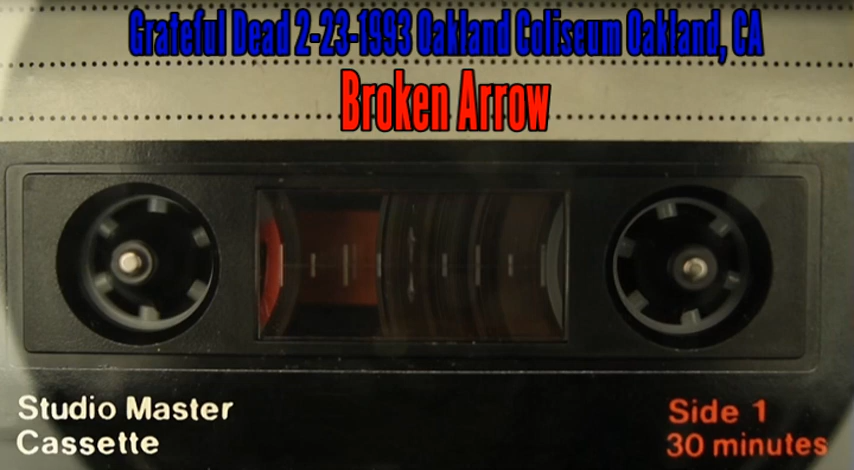 Grateful Dead 2-23-1993 Oakland Coliseum Oakland, CA
Broken Arrow
Studio Master
Cassette
Side 1
30 minutes